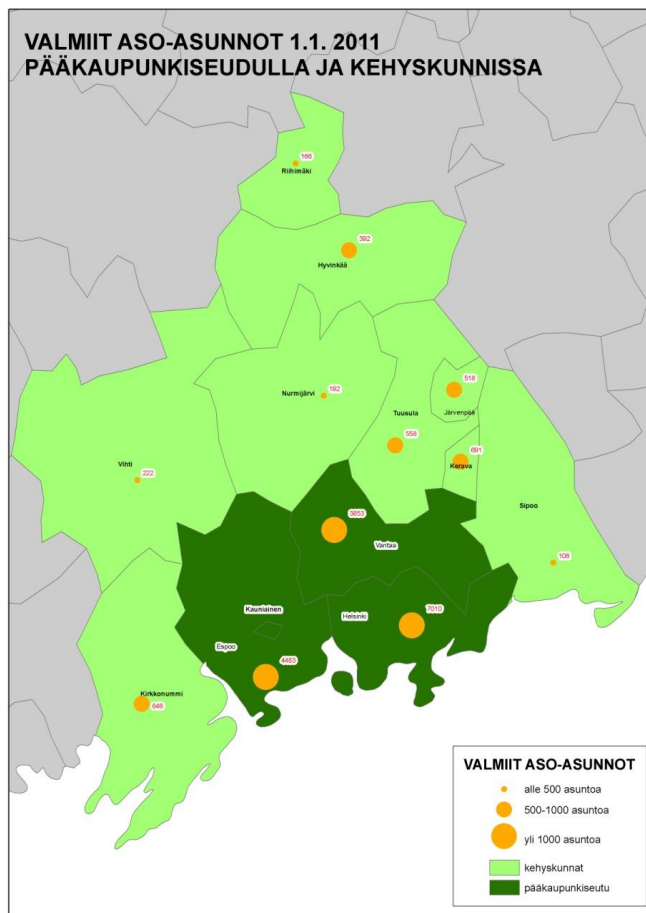 VALMIIT ASO-ASUNNOT 1.1. 2011
PÄÄKAUPUNKISEUDULLA JA KEHYSKUNNISSA
166
Riihimäki
392
Hyvinkää
192
Nurmijärvi
518
Järvenpää
Tuusula
558
691
Kerava
Vihti
222
Sipoo
108
3853
Vantaa
Kauniainen
Helsinki
7010
Espoo
4483
Kirkkonummi
646
VALMIIT ASO-ASUNNOT
alle 500 asuntoa
500-1000 asuntoa
yli 1000 asuntoa
kehyskunnat
pääkaupunkiseutu